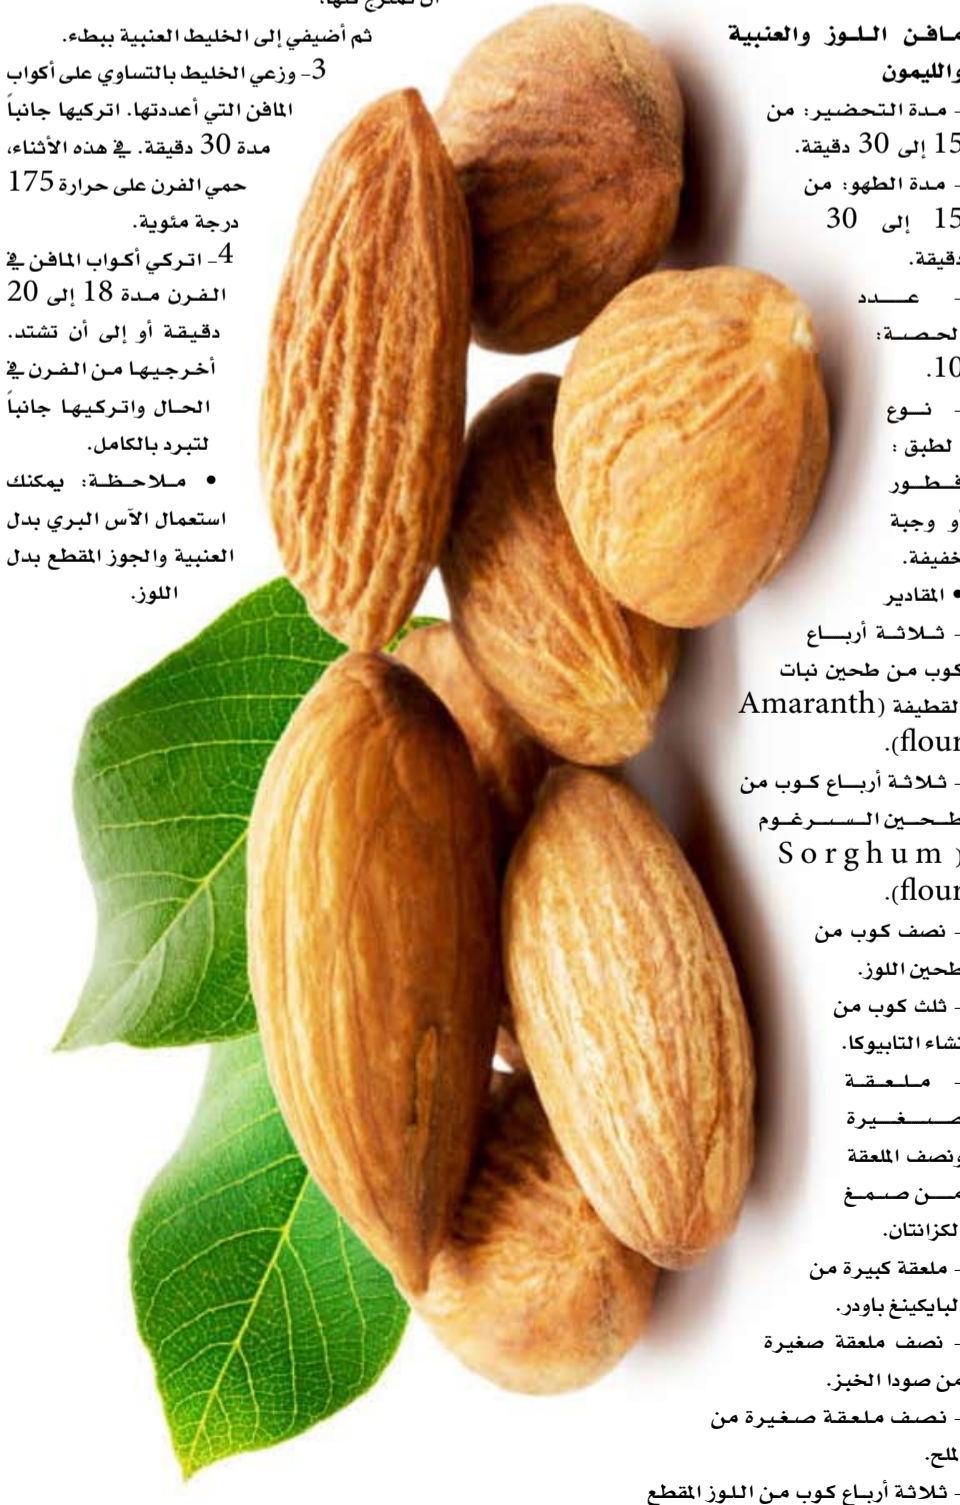 مافن اللوز والعنبية
والليمون
- مدة التحضير: من
15 إلى 30 دقيقة.
- مدة الطهو: من
15 إلى 30
دقيقة.
- عدد
لحصة:
10.
- نوع
لطبق :
فطور
أو وجبة
خفيفة.
• المقادير
- ثلاثة أرباع
كوب من طحين نبات
لقطيفة (Amaranth
flour).
- ثلاثة أرباع كوب من
طحين السرغوم
(Sorghum
flour).
- نصف كوب من
طحين اللوز.
- ثلث كوب من
نشاء التابيوكا.
- ملعقة
صغيرة
ونصف الملعقة
من صمغ
لكزانتان.
- ملعقة كبيرة من
لبايكينغ باودر.
- نصف ملعقة صغيرة
من صودا الخبز.
- نصف ملعقة صغيرة من
لملح.
- ثلاثة أرباع كوب من اللوز المقطع
ثم أضيفي إلى الخليط العنبية ببطء.
3- وزعي الخليط بالتساوي على أكواب
المافن التي أعددتها. اتركيها جانباً
مدة 30 دقيقة. في هذه الأثناء،
حمي الفرن على حرارة 175
درجة مئوية.
4- اتركي أكواب المافن في
الفرن مدة 18 إلى 20
دقيقة أو إلى أن تشتد.
أخرجيها من الفرن في
الحال واتركيها جانباً
لتبرد بالكامل.
• ملاحظة: يمكنك
استعمال الآس البري بدل
العنبية والجوز المقطع بدل
اللوز.